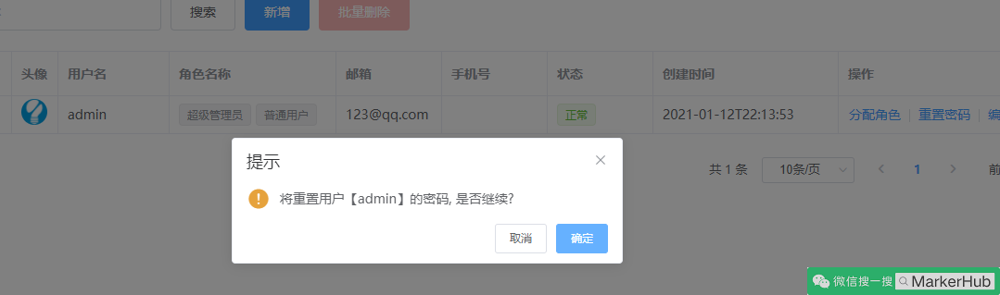 搜索
新增
批量删除
头像
用户名
角色名称
邮箱
手机号
状态
创建时间
操作
admin
超级管理员
普通用户
123@qq.com
正常
2021-01-12T22:13:53
分配角色
重置密码
编
提示
将重置用户【admin】的密码, 是否继续?
取消
确定
共 1 条
10条/页
1
前
微信搜一搜
MarkerHub